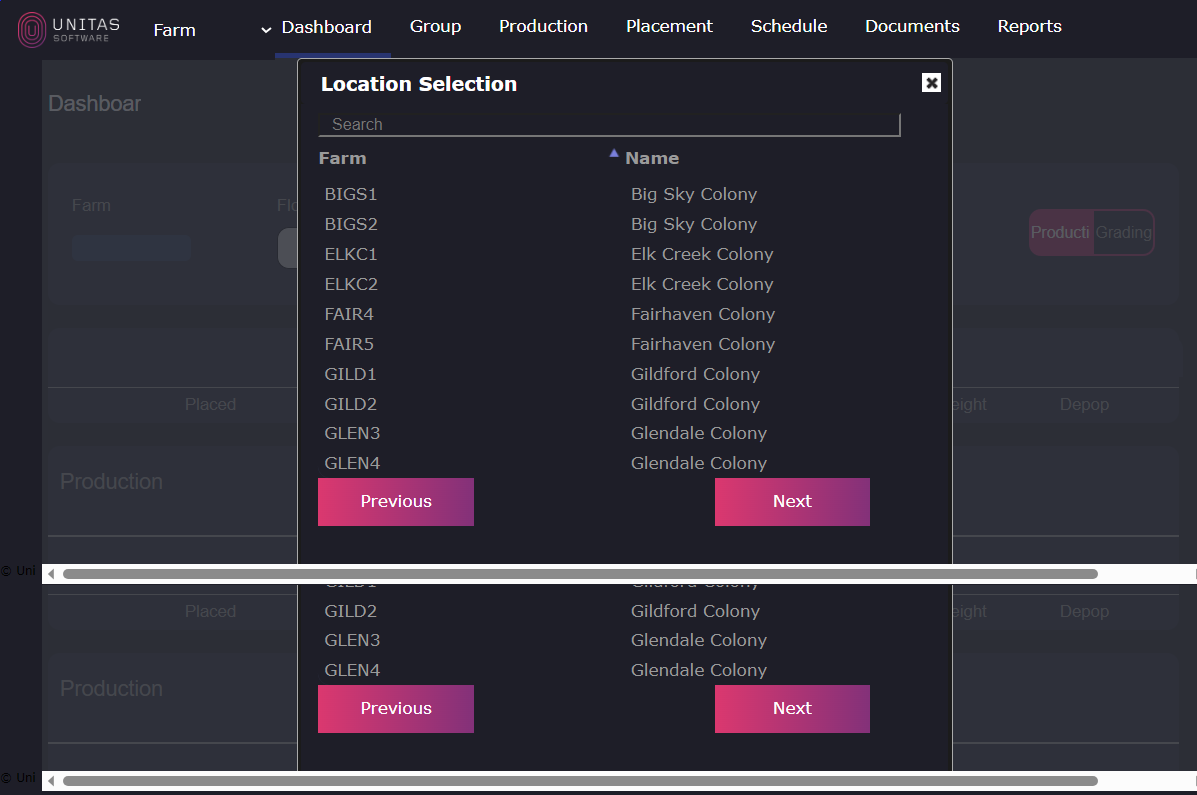 UNITAS
SOFTWARE
Farm
Dashboard
Group
Production
Placement
Schedule
Documents
Reports
Dashboar
Location Selection
Search
Farm Name
Farm
BIGS1 Big Sky Colony
Flo
BIGS2 Big Sky Colony
Producti Grading
ELKC1 Elk Creek Colony
ELKC2 Elk Creek Colony
FAIR4 Fairhaven Colony
FAIR5 Fairhaven Colony
GILD1 Gildford Colony
Placed GILD2 Gildford Colony eight Depop
GLEN3 Glendale Colony
GLEN4 Glendale Colony
Production
Previous Next
© Uni
GILD1 Gildford Colony
Placed GILD2 Gildford Colony eight Depop
GLEN3 Glendale Colony
GLEN4 Glendale Colony
Production
Previous Next
© Uni